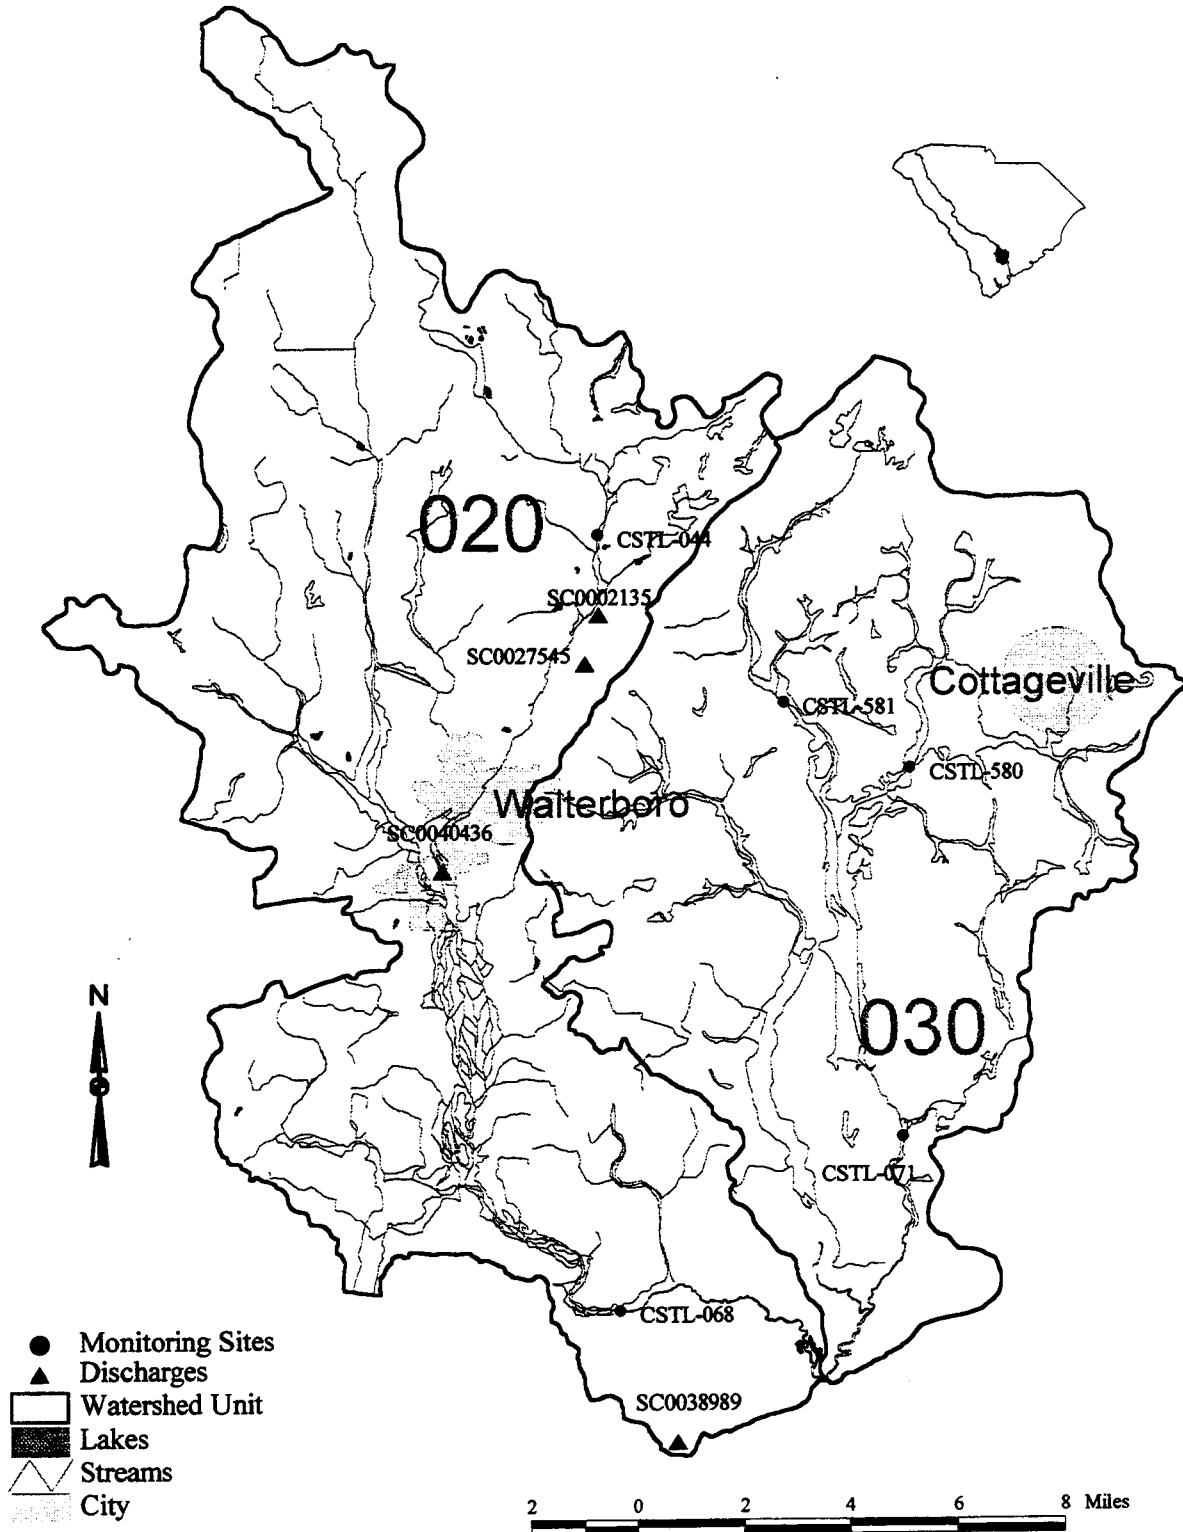 020
CSTL-044
SC0002135
SC0027545
Cottageville
CSTL-581
CSTL-580
Walterboro
SC0040436
N
030
CSTL-071
CSTL-068
SC0038989
Monitoring Sites
Discharges
Watershed Unit
Lakes
Streams
City
2 0 2 4 6 8 Miles